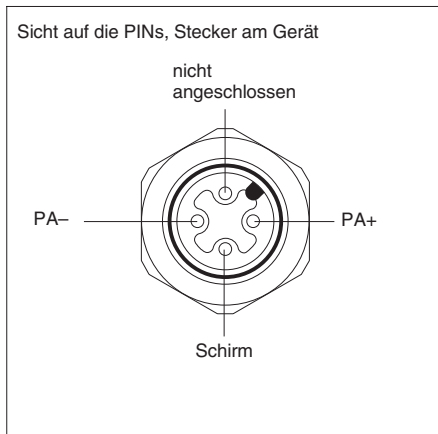 Sicht auf die PINs, Stecker am Gerät
nicht
angeschlossen
PA–
PA+
Schirm